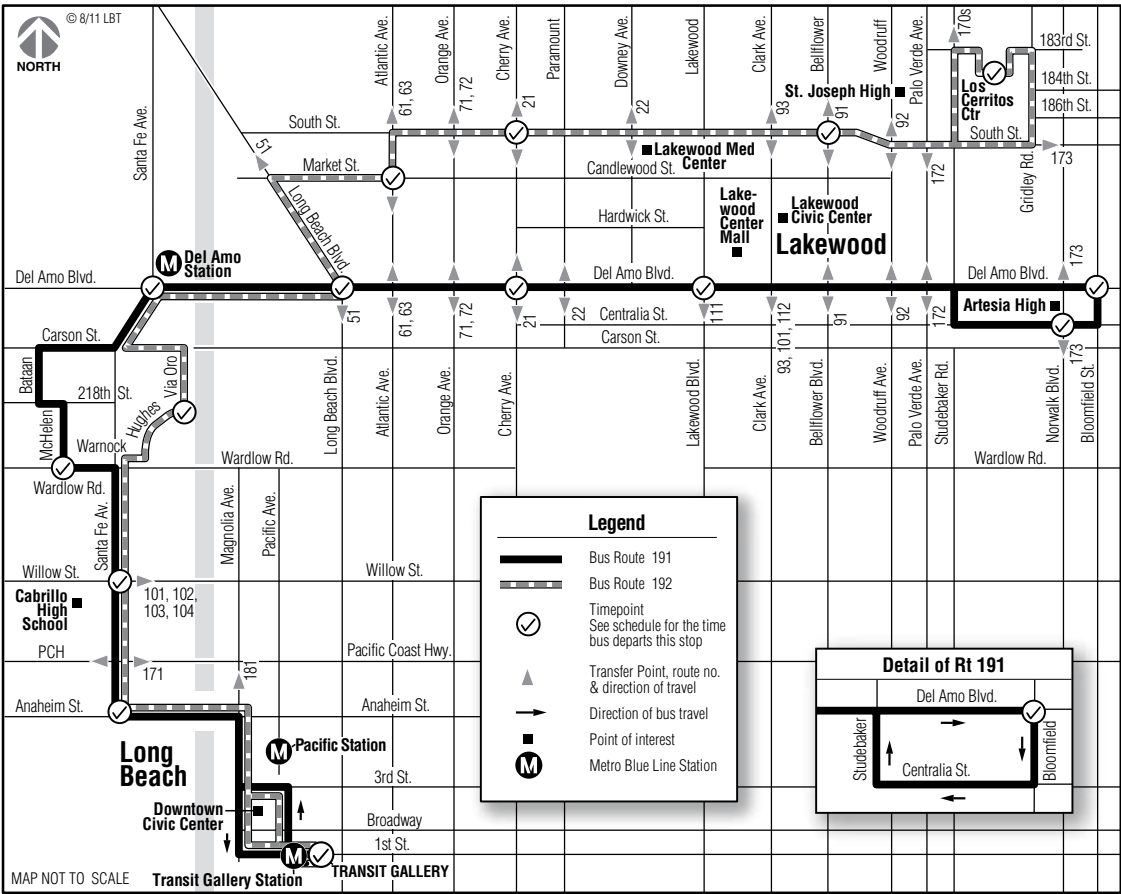 © 8/11 LBT
NORTH
Santa Fe Ave.
Atlantic Ave.
Orange Ave.
Cherry Ave.
Paramount
Downey Ave.
Lakewood
Clark Ave.
Bellflower
Woodruff
Palo Verde Ave.
61, 63
71, 72
21
22
93
91
92
170s
183rd St.
184th St.
186th St.
St. Joseph High
Los
Cerritos
Ctr
South St.
South St.
51
Market St.
Lakewood Med
Center
Candlewood St.
172
173
Gridley Rd.
Long Beach Blvd.
Hardwick St.
Lake-
wood
Center
Mall
Lakewood
Civic Center
Lakewood
M Del Amo
Station
Del Amo Blvd.
Del Amo Blvd.
Del Amo Blvd.
173
Artesia High
51
61, 63
71, 72
21
22
111
93, 101, 112
91
92
172
173
Centralia St.
Carson St.
Carson St.
Bataan
218th St.
Via Oro
Hughes
McHelen
Warnock
Long Beach Blvd.
Atlantic Ave.
Orange Ave.
Cherry Ave.
Lakewood Blvd.
Clark Ave.
Bellflower Blvd.
Woodruff Ave.
Palo Verde Ave.
Studebaker Rd.
Norwalk Blvd.
Bloomfield St.
Wardlow Rd.
Wardlow Rd.
Wardlow Rd.
Santa Fe Av.
Magnolia Ave.
Pacific Ave.
Willow St.
Willow St.
Cabrillo
High
School
101, 102,
103, 104
PCH
171
181
Pacific Coast Hwy.
Anaheim St.
Anaheim St.
Long
Beach
M Pacific Station
3rd St.
Downtown
Civic Center
Broadway
1st St.
M
TRANSIT GALLERY
Transit Gallery Station
MAP NOT TO SCALE
Legend
Bus Route 191
Bus Route 192
Timepoint
See schedule for the time
bus departs this stop
Transfer Point, route no.
& direction of travel
Direction of bus travel
Point of interest
M Metro Blue Line Station
Detail of Rt 191
Del Amo Blvd.
Studebaker
Centralia St.
Bloomfield